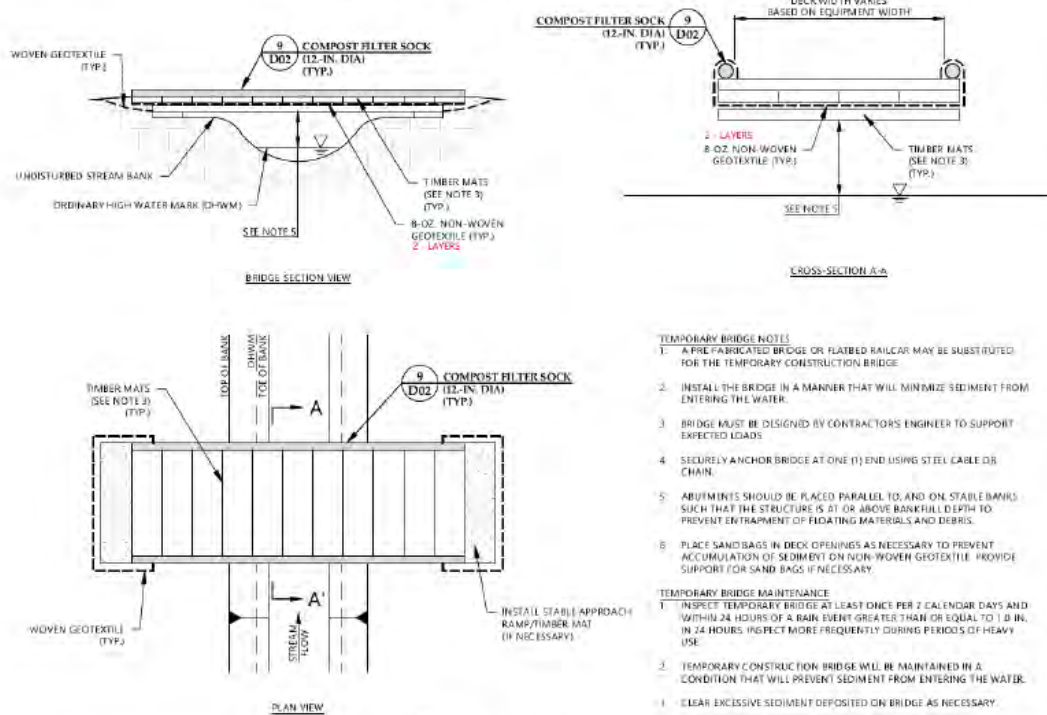 WOVEN GEOTEXTILE
(TYP.)
9
D02
COMPOST FILTER SOCK
(12-IN. DIA)
(TYP.)
UNDISTURBED STREAM BANK
ORDINARY HIGH WATER MARK (OHWM)
SEE NOTE 5
TIMBER MATS
(SEE NOTE 3)
(TYP.)
8-OZ. NON-WOVEN
GEOTEXTILE (TYP.)
2 - LAYERS
BRIDGE SECTION VIEW
DECK WIDTH VARIES
BASED ON EQUIPMENT WIDTH
COMPOST FILTER SOCK
(12-IN. DIA)
(TYP.)
9
D02
2 - LAYERS
8-OZ. NON-WOVEN
GEOTEXTILE (TYP.)
TIMBER MATS
(SEE NOTE 3)
(TYP.)
SEE NOTE 5
CROSS-SECTION A-A
TIMBER MATS
(SEE NOTE 3)
(TYP.)
TOP OF BANK
OHWM
TOE OF BANK
A
9
D02
COMPOST FILTER SOCK
(12-IN. DIA)
(TYP.)
A'
WOVEN GEOTEXTILE
(TYP.)
STREAM
FLOW
INSTALL STABLE APPROACH
RAMP/TIMBER MAT
(IF NECESSARY)
PLAN VIEW
TEMPORARY BRIDGE NOTES
1. A PRE-FABRICATED BRIDGE OR FLATBED RAILCAR MAY BE SUBSTITUTED
FOR THE TEMPORARY CONSTRUCTION BRIDGE
2. INSTALL THE BRIDGE IN A MANNER THAT WILL MINIMIZE SEDIMENT FROM
ENTERING THE WATER.
3. BRIDGE MUST BE DESIGNED BY CONTRACTOR'S ENGINEER TO SUPPORT
EXPECTED LOADS
4. SECURELY ANCHOR BRIDGE AT ONE (1) END USING STEEL CABLE OR
CHAIN.
5. ABUTMENTS SHOULD BE PLACED PARALLEL TO, AND ON, STABLE BANKS
SUCH THAT THE STRUCTURE IS AT OR ABOVE BANKFULL DEPTH TO
PREVENT ENTRAPMENT OF FLOATING MATERIALS AND DEBRIS.
6. PLACE SAND BAGS IN DECK OPENINGS AS NECESSARY TO PREVENT
ACCUMULATION OF SEDIMENT ON NON-WOVEN GEOTEXTILE. PROVIDE
SUPPORT FOR SAND BAGS IF NECESSARY.
TEMPORARY BRIDGE MAINTENANCE
1. INSPECT TEMPORARY BRIDGE AT LEAST ONCE PER 7 CALENDAR DAYS AND
WITHIN 24 HOURS OF A RAIN EVENT GREATER THAN OR EQUAL TO 1.0 IN.
IN 24 HOURS. INSPECT MORE FREQUENTLY DURING PERIODS OF HEAVY
USE.
2. TEMPORARY CONSTRUCTION BRIDGE WILL BE MAINTAINED IN A
CONDITION THAT WILL PREVENT SEDIMENT FROM ENTERING THE WATER.
CLEAR EXCESSIVE SEDIMENT DEPOSITED ON BRIDGE AS NECESSARY.